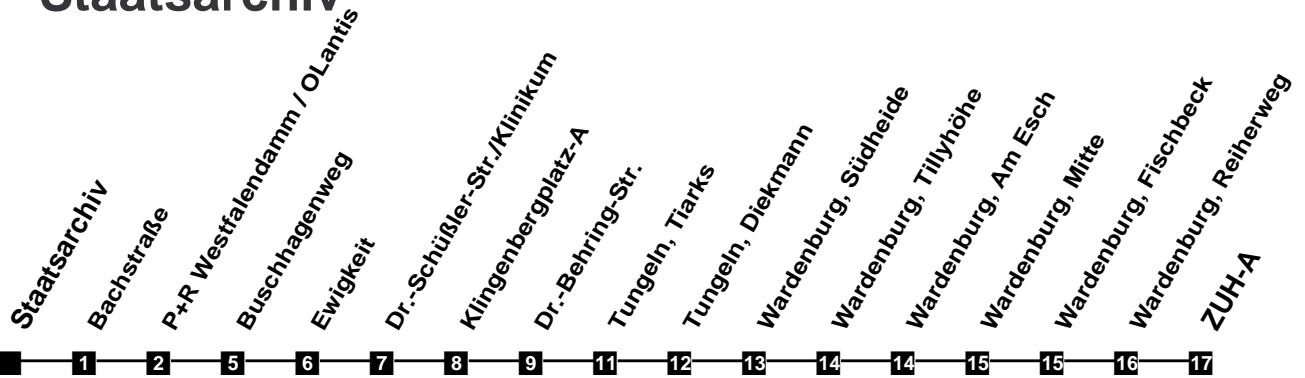 Staatsarchiv
Staatsarchiv
Bachstraße
P+R Westfalendamm / OLantis
Buschhagenweg
Ewigkeit
Dr.-Schüßler-Str./Klinikum
Klingenbergplatz-A
Dr.-Behring-Str.
Tungeln, Tiarks
Tungeln, Diekmann
Wardenburg, Südheide
Wardenburg, Tillyhöhe
Wardenburg, Am Esch
Wardenburg, Mitte
Wardenburg, Fischbeck
Wardenburg, Reiherweg
ZUH-A
1 2 5 6 7 8 9 11 12 13 14 14 15 15 16 17